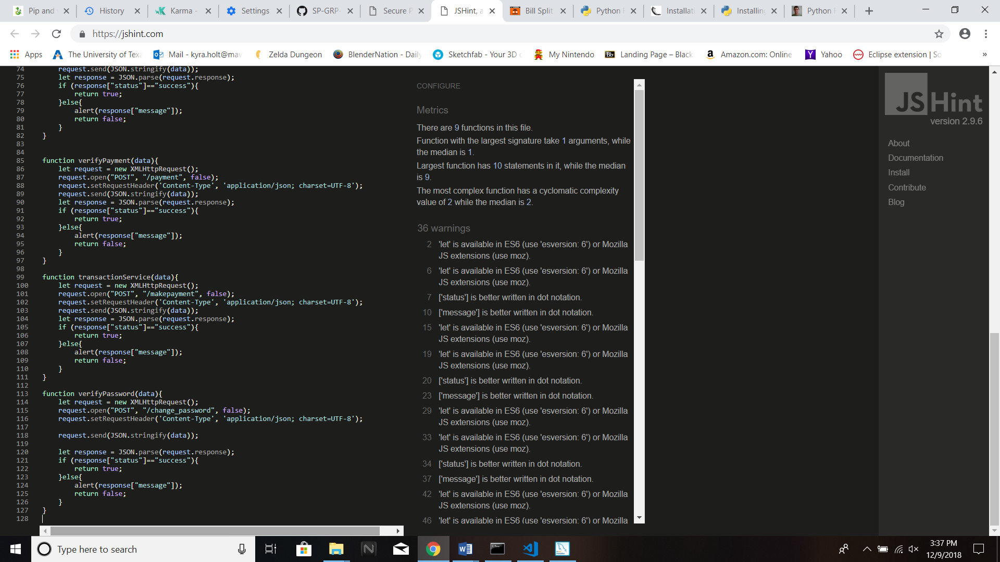 Pip and
History
Karma -
Settings
SP-GRP-
Secure P
JSHint, a
Bill Split
Python
Installati
Installing
Python
https://jshint.com
Apps
The University of Tex
Mail - kyra.holt@mav
Zelda Dungeon
BlenderNation - Daily
Sketchfab - Your 3D
My Nintendo
Bb
Landing Page – Black
Amazon.com: Online
Yahoo
Eclipse extension | So
»
74 request.send(JSON.stringify(data));
75 let response = JSON.parse(request.response);
76 if (response["status"]=="success"){
77 return true;
78 }else{
79 alert(response["message"]);
80 return false;
81 }
82 }
83
84
85 function verifyPayment(data){
86 let request = new XMLHttpRequest();
87 request.open("POST", "/payment", false);
88 request.setRequestHeader('Content-Type', 'application/json; charset=UTF-8');
89 request.send(JSON.stringify(data));
90 let response = JSON.parse(request.response);
91 if (response["status"]=="success"){
92 return true;
93 }else{
94 alert(response["message"]);
95 return false;
96 }
97 }
98
99 function transactionService(data){
100 let request = new XMLHttpRequest();
101 request.open("POST", "/makepayment", false);
102 request.setRequestHeader('Content-Type', 'application/json; charset=UTF-8');
103 request.send(JSON.stringify(data));
104 let response = JSON.parse(request.response);
105 if (response["status"]=="success"){
106 return true;
107 }else{
108 alert(response["message"]);
109 return false;
110 }
111 }
112
113 function verifyPassword(data){
114 let request = new XMLHttpRequest();
115 request.open("POST", "/change_password", false);
116 request.setRequestHeader('Content-Type', 'application/json; charset=UTF-8');
117
118 request.send(JSON.stringify(data));
119
120 let response = JSON.parse(request.response);
121 if (response["status"]=="success"){
122 return true;
123 }else{
124 alert(response["message"]);
125 return false;
126 }
127 }
128
CONFIGURE
Metrics
There are 9 functions in this file.
Function with the largest signature take 1 arguments, while
the median is 1.
Largest function has 10 statements in it, while the median
is 9.
The most complex function has a cyclomatic complexity
value of 2 while the median is 2.
36 warnings
2 'let' is available in ES6 (use 'esversion: 6') or Mozilla
JS extensions (use moz).
6 'let' is available in ES6 (use 'esversion: 6') or Mozilla
JS extensions (use moz).
7 ['status'] is better written in dot notation.
10 ['message'] is better written in dot notation.
15 'let' is available in ES6 (use 'esversion: 6') or Mozilla
JS extensions (use moz).
19 'let' is available in ES6 (use 'esversion: 6') or Mozilla
JS extensions (use moz).
20 ['status'] is better written in dot notation.
23 ['message'] is better written in dot notation.
29 'let' is available in ES6 (use 'esversion: 6') or Mozilla
JS extensions (use moz).
33 'let' is available in ES6 (use 'esversion: 6') or Mozilla
JS extensions (use moz).
34 ['status'] is better written in dot notation.
37 ['message'] is better written in dot notation.
42 'let' is available in ES6 (use 'esversion: 6') or Mozilla
JS extensions (use moz).
46 'let' is available in ES6 (use 'esversion: 6') or Mozilla
JSHint
version 2.9.6
About
Documentation
Install
Contribute
Blog
Type here to search
3:37 PM
12/9/2018